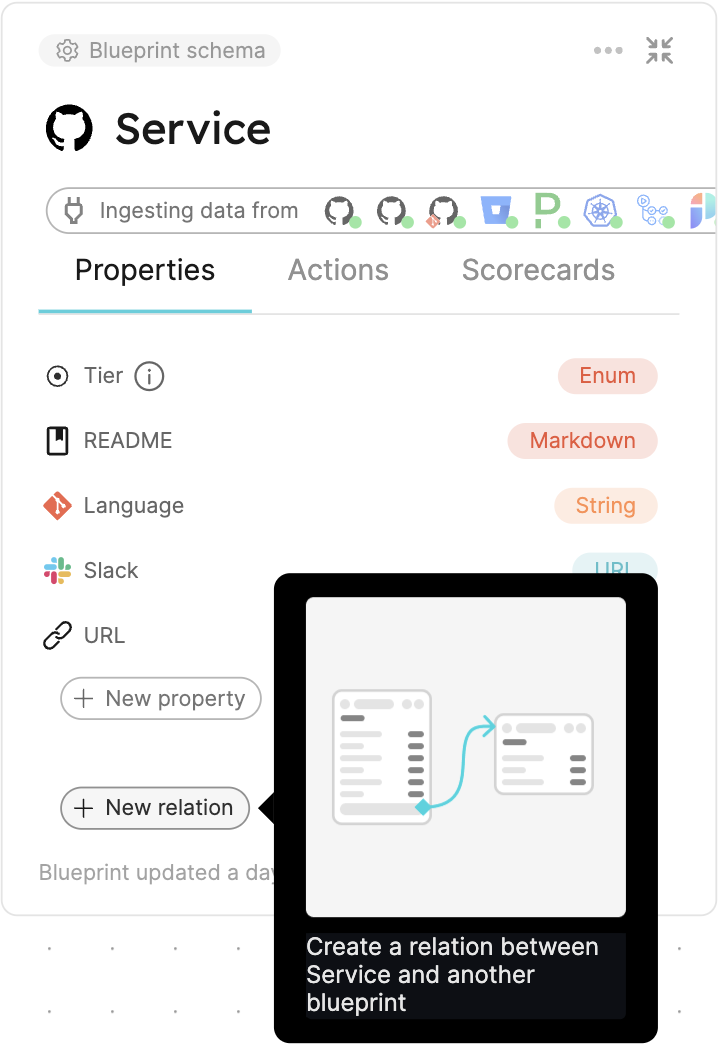 Blueprint schema
Service
Ingesting data from
Properties
Actions
Scorecards
Tier
Enum
README
Markdown
Language
String
Slack
URL
URL
New property
New relation
Blueprint updated a day
Create a relation between
Service and another
blueprint